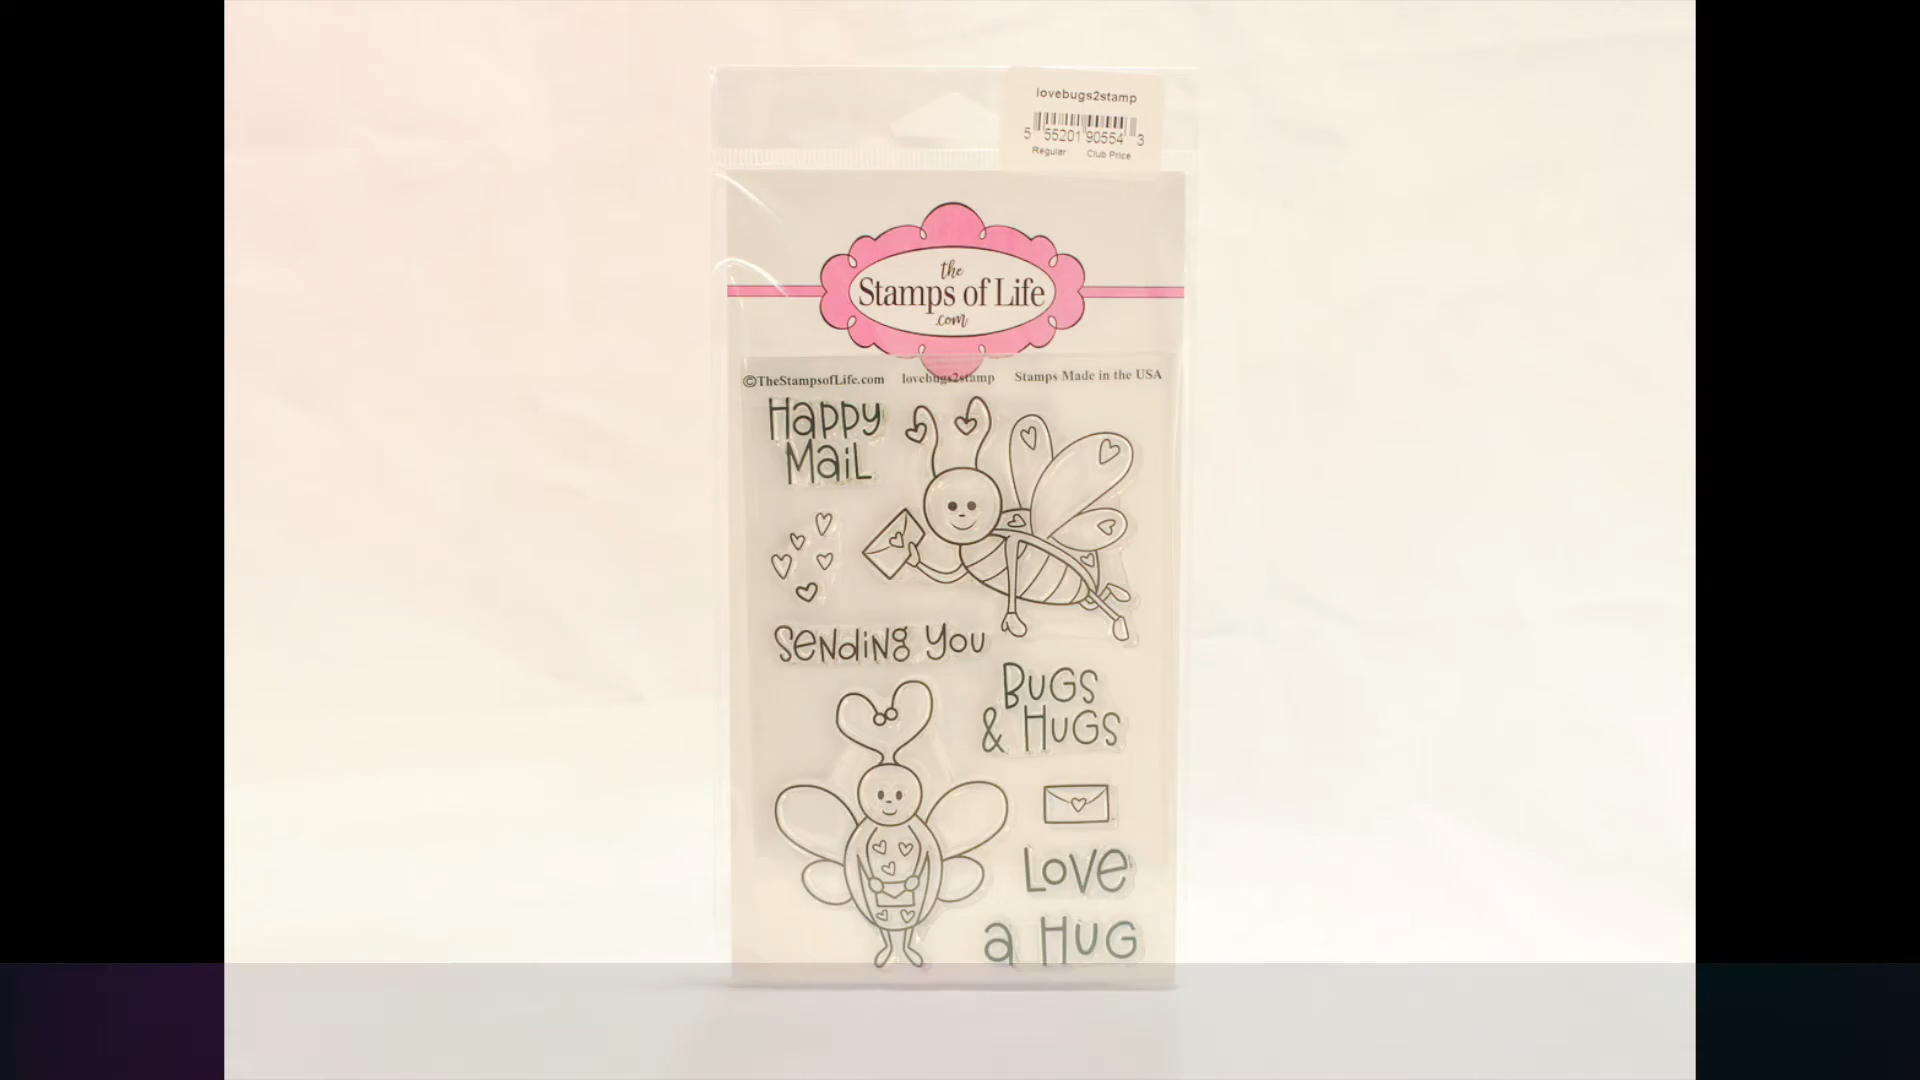 lovebugs2stamp
5 55201 90554 3
Regular Club Price
the
Stamps of Life
.com
©TheStampsofLife.com lovebugs2stamp Stamps Made in the USA
Happy
Mail
Sending You
Bugs
& Hugs
Love
a Hug